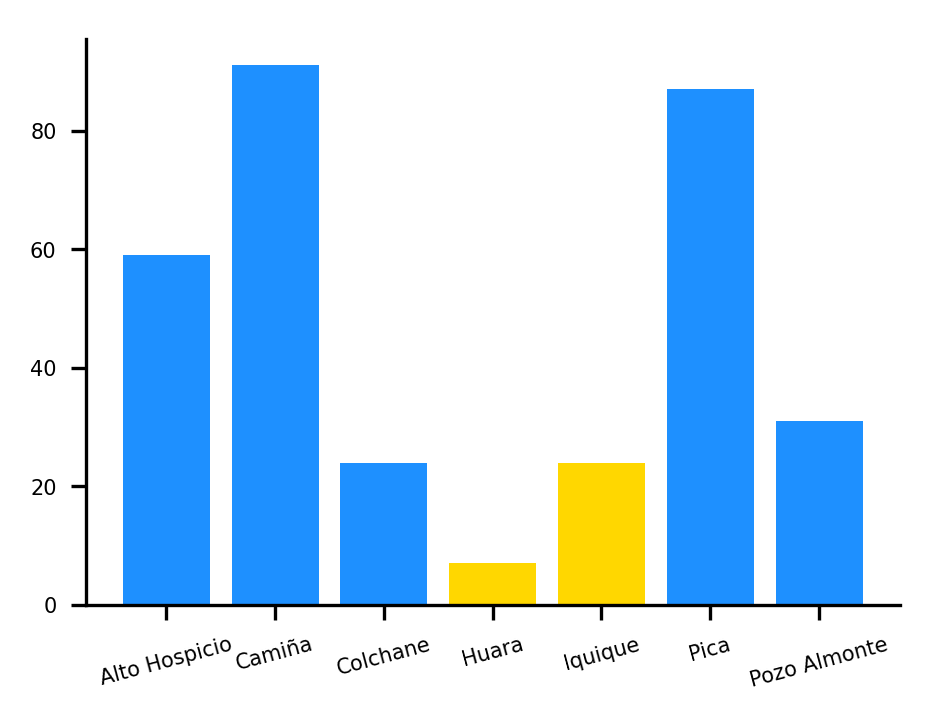 80
60
40
20
0
Alto Hospicio
Camiña
Colchane
Huara
Iquique
Pica
Pozo Almonte